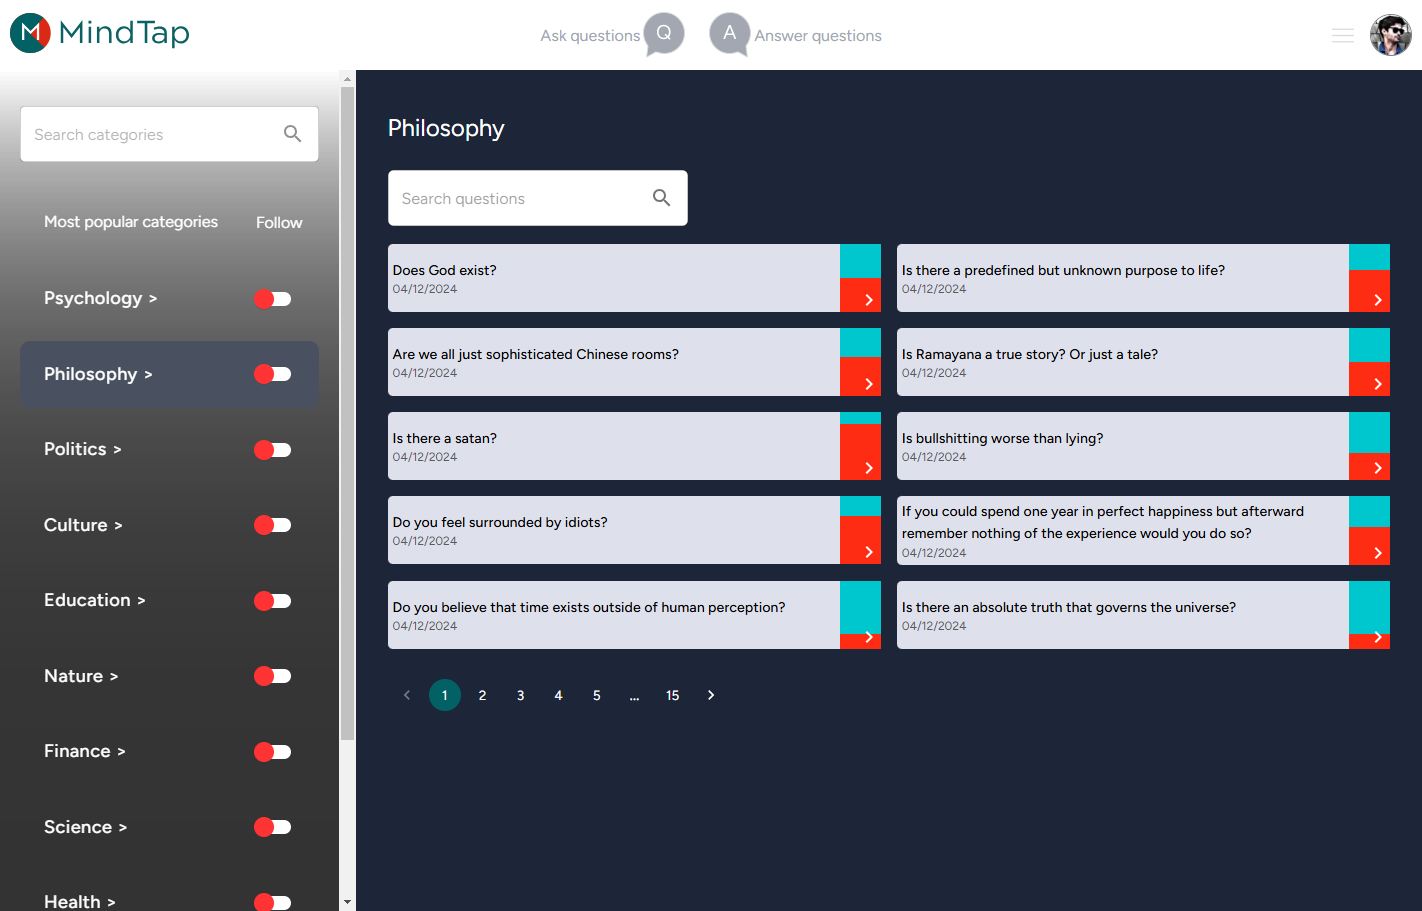 M MindTap
Ask questions Q
A Answer questions
Search categories
Most popular categories Follow
Psychology >
Philosophy >
Politics >
Culture >
Education >
Nature >
Finance >
Science >
Health >
Philosophy
Search questions
Does God exist?
04/12/2024
Is there a predefined but unknown purpose to life?
04/12/2024
Are we all just sophisticated Chinese rooms?
04/12/2024
Is Ramayana a true story? Or just a tale?
04/12/2024
Is there a satan?
04/12/2024
Is bullshitting worse than lying?
04/12/2024
Do you feel surrounded by idiots?
04/12/2024
If you could spend one year in perfect happiness but afterward
remember nothing of the experience would you do so?
04/12/2024
Do you believe that time exists outside of human perception?
04/12/2024
Is there an absolute truth that governs the universe?
04/12/2024
1 2 3 4 5 ... 15